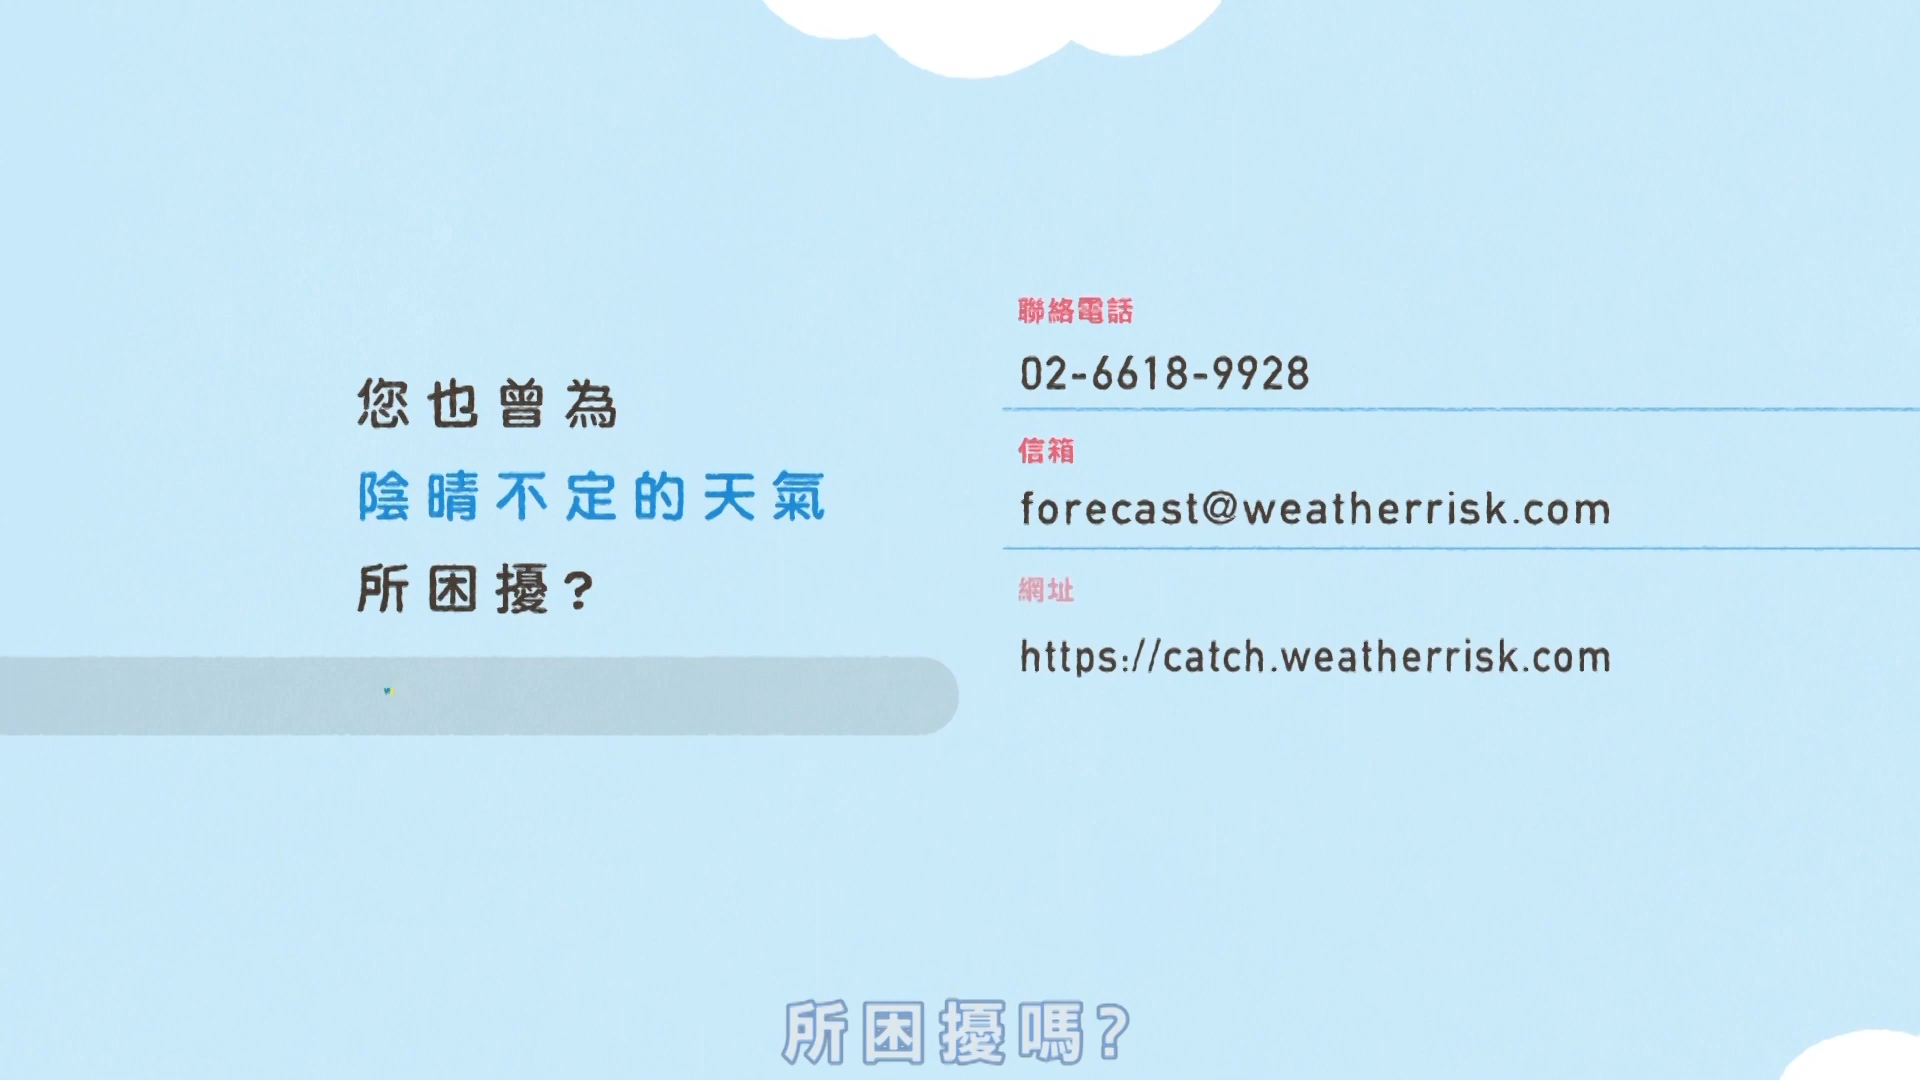 您也曾為
陰晴不定的天氣
所困擾?
聯絡電話
02-6618-9928
信箱
forecast@weatherrisk.com
網址
https://catch.weatherrisk.com
所困擾嗎?